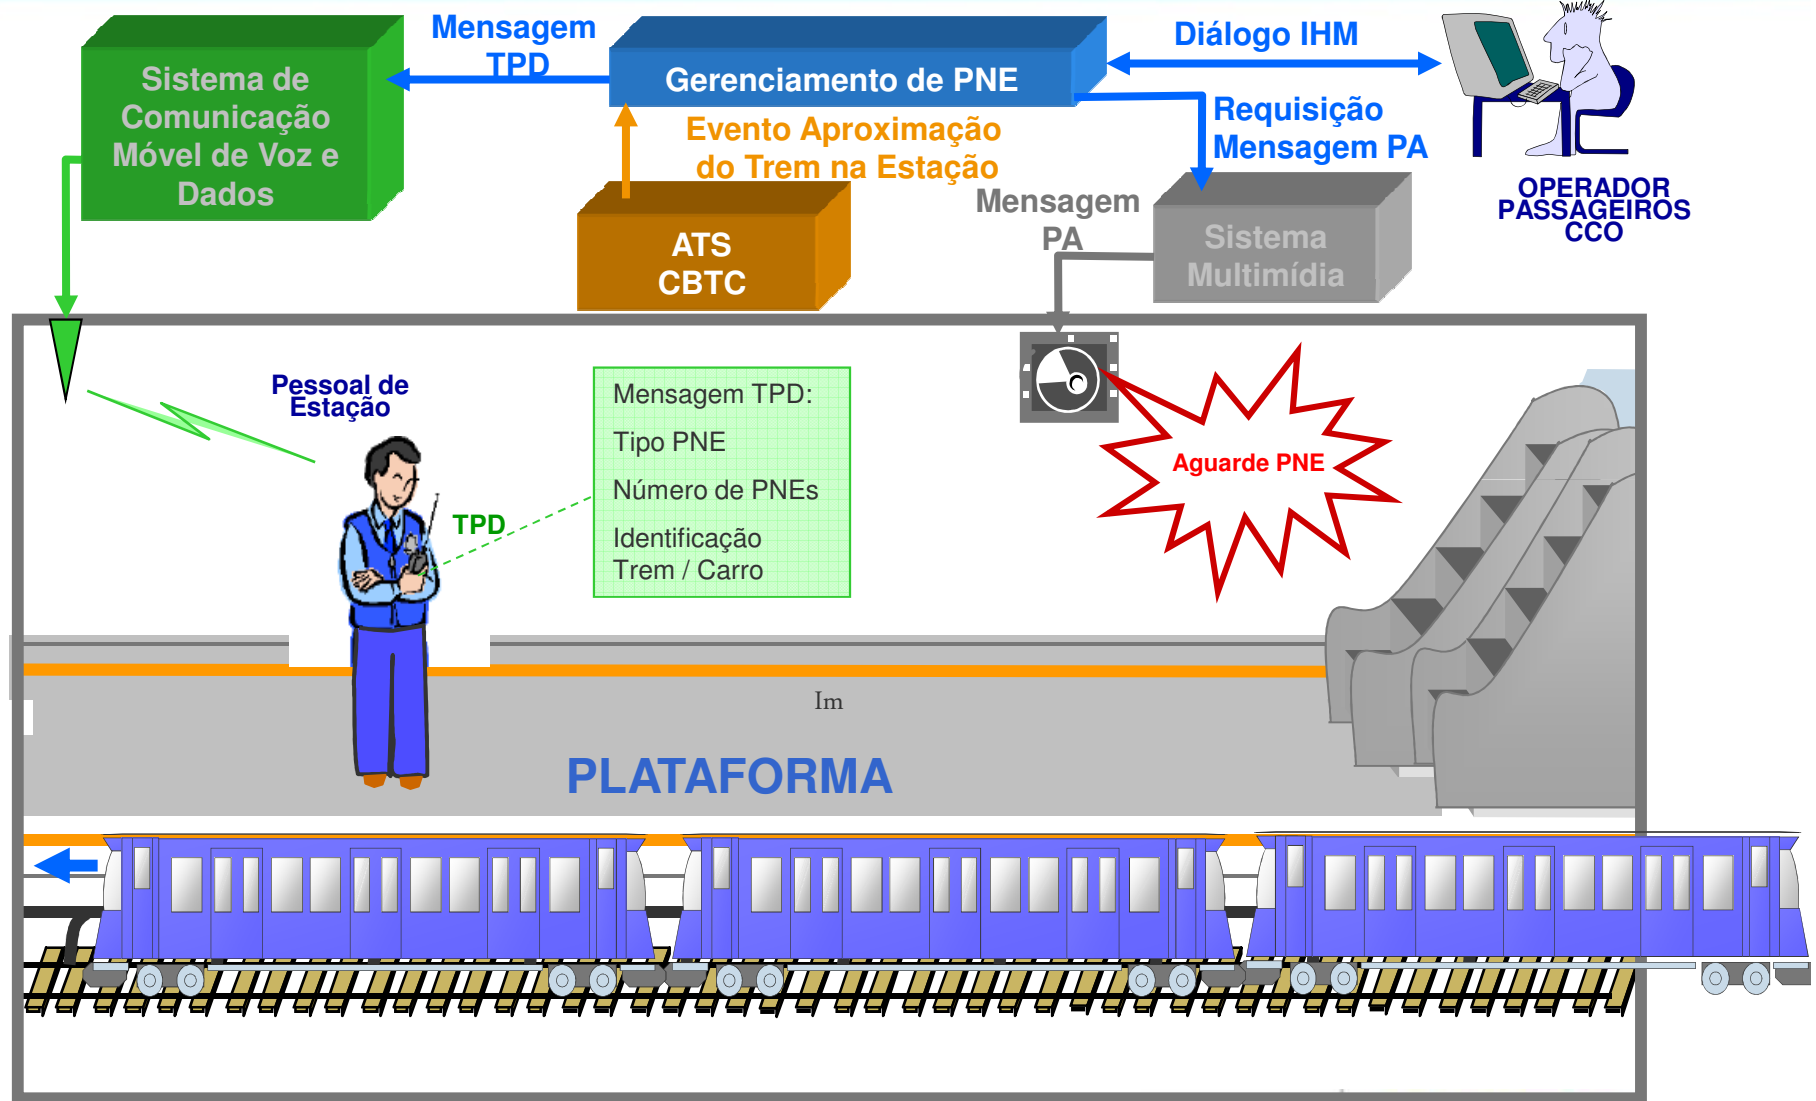 Mensagem
TPD
Sistema de
Comunicação
Móvel de Voz e
Dados
Gerenciamento de PNE
Diálogo IHM
Evento Aproximação
do Trem na Estação
Requisição
Mensagem PA
ATS
CBTC
Mensagem
PA
Sistema
Multimídia
OPERADOR
PASSAGEIROS
CCO
Pessoal de
Estação
TPD
Mensagem TPD:
Tipo PNE
Número de PNEs
Identificação
Trem / Carro
Aguarde PNE
Im
PLATAFORMA